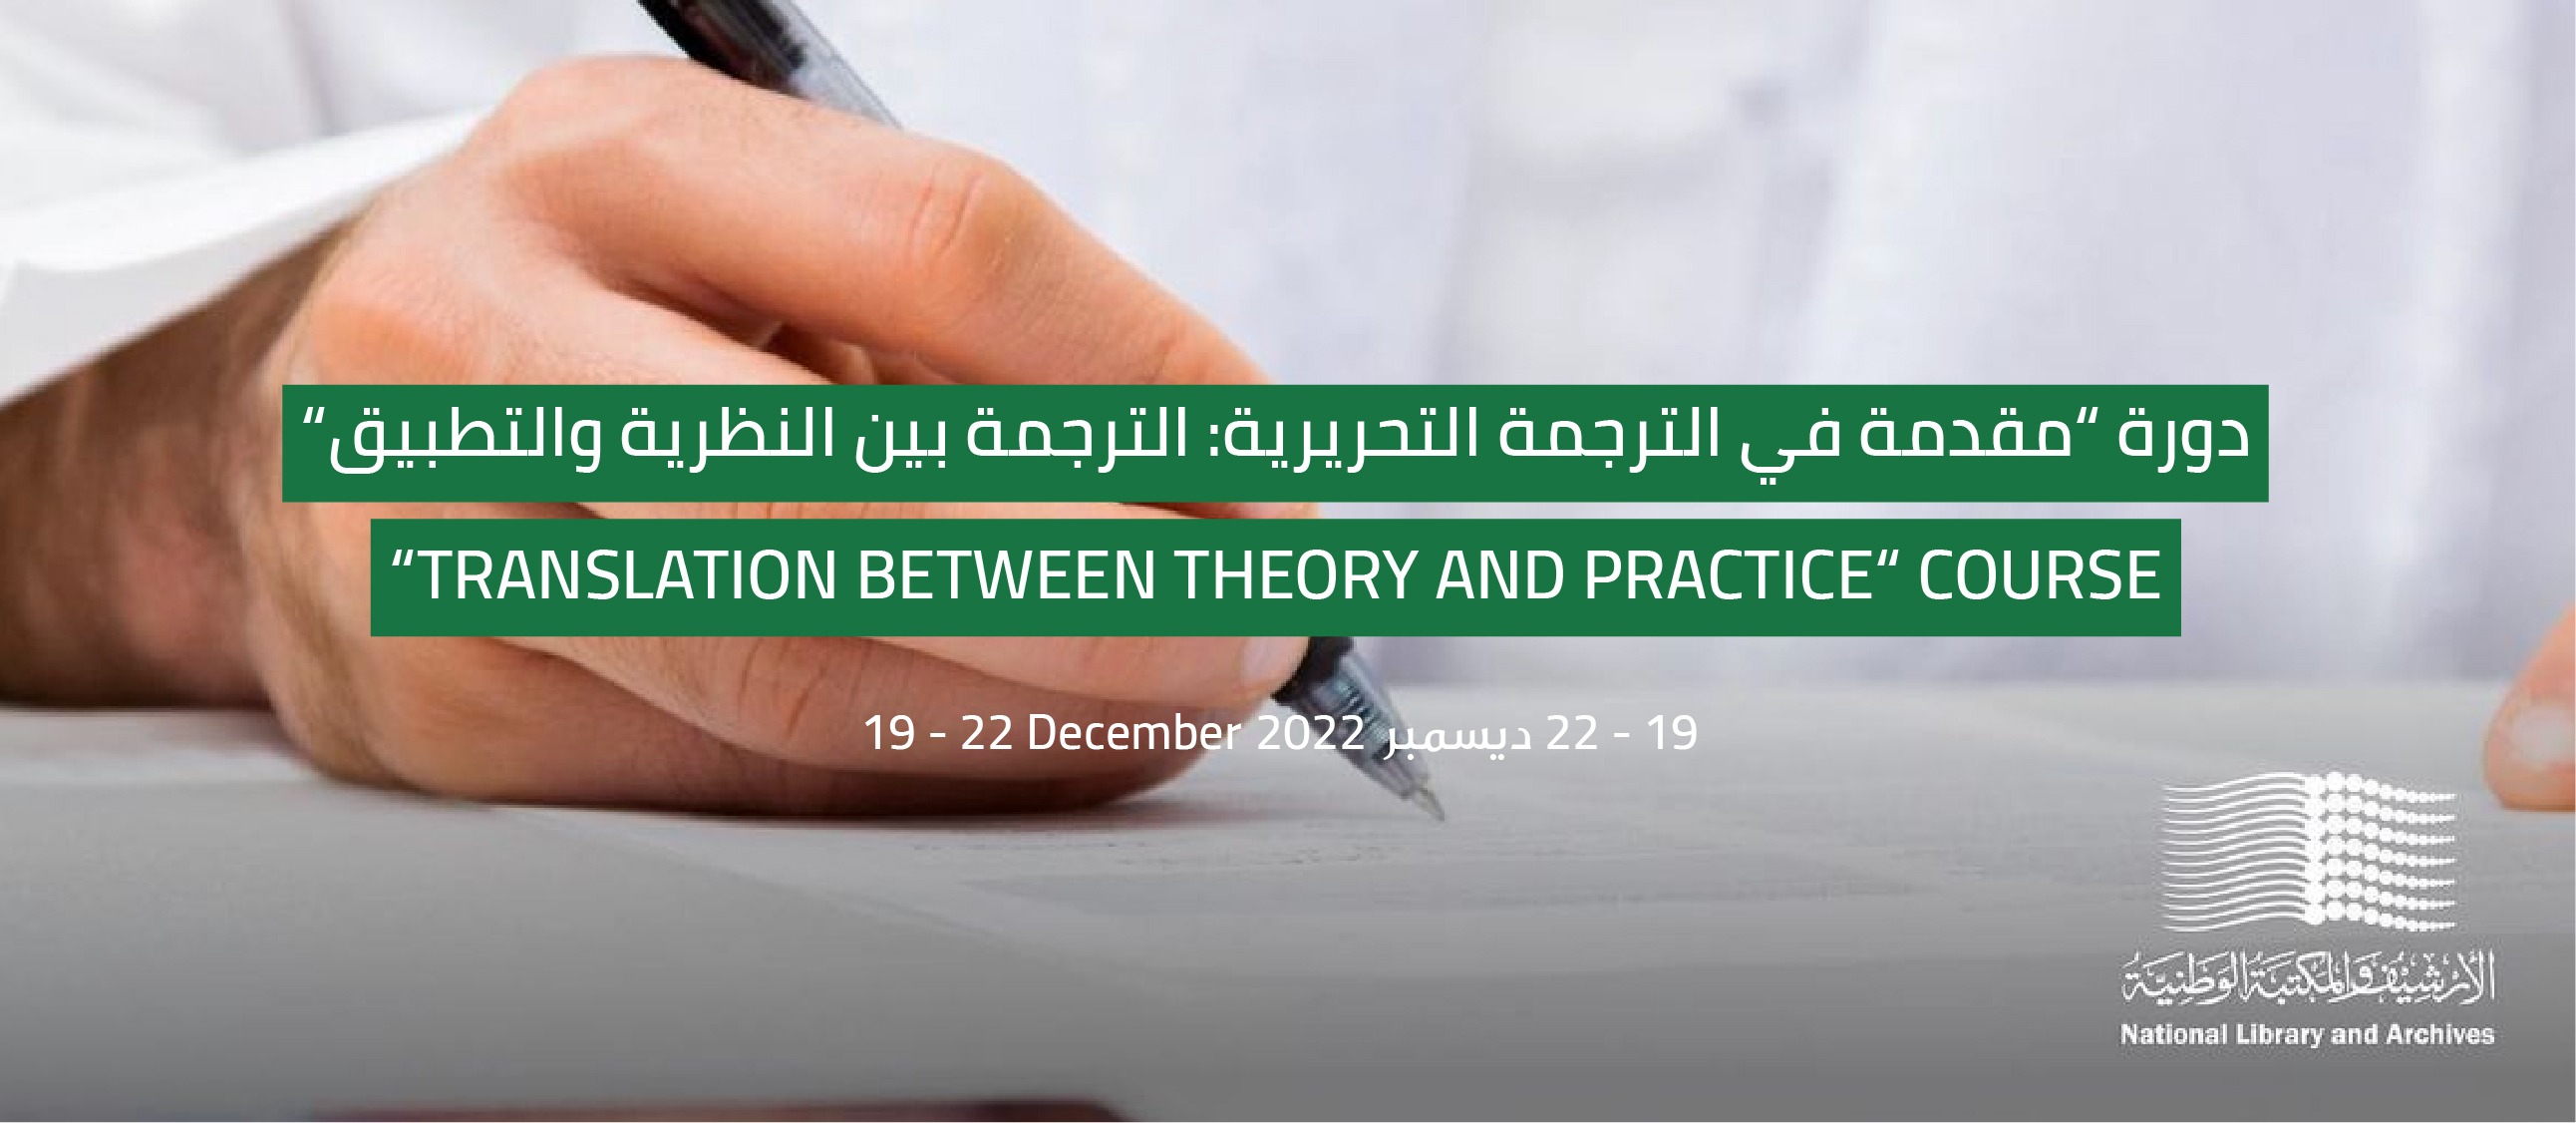 دورة “مقدمة في الترجمة التحريرية: الترجمة بين النظرية والتطبيق“
“TRANSLATION BETWEEN THEORY AND PRACTICE“ COURSE
19 - 22 December 2022 ديسمبر 22 - 19
الأرشيف والمكتبة الوطنية
National Library and Archives